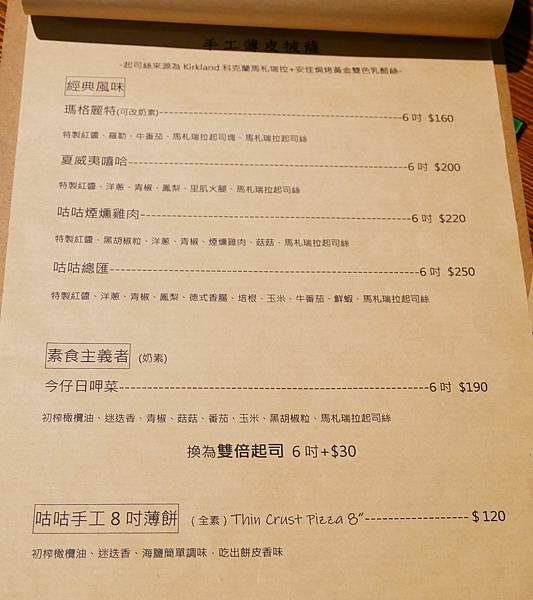 手工薄皮披薩
-起司絲來源為 Kirkland 科克蘭馬札瑞拉+安佳焗烤黃金雙色乳酪絲-
經典風味
瑪格麗特(可改奶素)--------------------------------------------6 吋 $160
特製紅醬、羅勒、牛番茄、馬札瑞拉起司塊、馬札瑞拉起司絲
夏威夷嘻哈--------------------------------------------------6 吋 $200
特製紅醬、洋蔥、青椒、鳳梨、里肌火腿、馬札瑞拉起司絲
咕咕煙燻雞肉------------------------------------------------6 吋 $220
特製紅醬、黑胡椒粒、洋蔥、青椒、煙燻雞肉、菇菇、馬札瑞拉起司絲
咕咕總匯------------------------------------------------------6 吋 $250
特製紅醬、洋蔥、青椒、鳳梨、德式香腸、培根、玉米、牛番茄、鮮蝦、馬札瑞拉起司絲
素食主義者 (奶素)
今仔日呷菜----------------------------------------------------6 吋 $190
初榨橄欖油、迷迭香、青椒、菇菇、番茄、玉米、黑胡椒粒、馬札瑞拉起司絲
換為雙倍起司 6 吋+$30
咕咕手工 8 吋薄餅 (全素) Thin Crust Pizza 8”------------------$120
初榨橄欖油、迷迭香、海鹽簡單調味，吃出餅皮香味